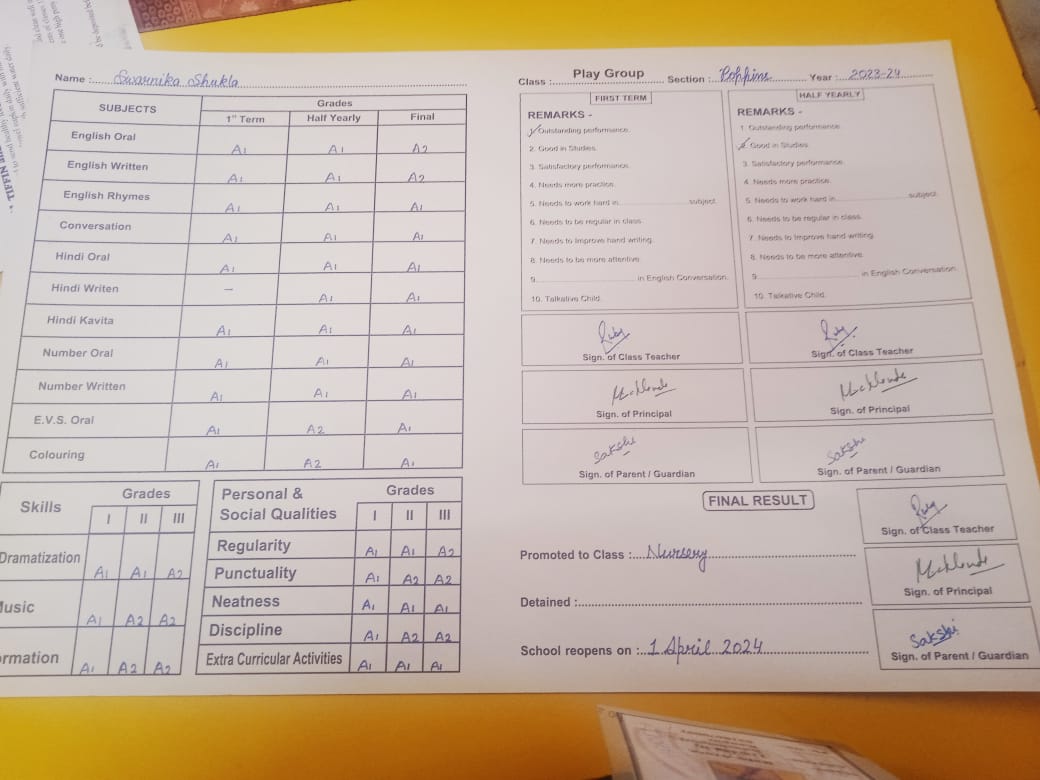 Name :...... Swarnika Shukla
SUBJECTS Grades
1st Term Half Yearly Final
English Oral A1 A1 A2
English Written A1 A1 A2
English Rhymes A1 A1 A1
Conversation A1 A1 A1
Hindi Oral A1 A1 A1
Hindi Writen – A1 A1
Hindi Kavita A1 A1 A1
Number Oral A1 A1 A1
Number Written A1 A1 A1
E.V.S. Oral A1 A2 A1
Colouring A1 A2 A1
Skills Grades
I II III
Dramatization A1 A1 A2
Music A1 A2 A2
rmation A1 A2 A2
Personal & Social Qualities Grades
I II III
Regularity A1 A1 A2
Punctuality A1 A2 A2
Neatness A1 A1 A1
Discipline A1 A2 A2
Extra Curricular Activities A1 A1 A1
Class :...... Play Group ...... Section :.. Poppins ...... Year : ..2023-24......
FIRST TERM
REMARKS -
1. Outstanding performance.
2. Good in Studies.
3. Satisfactory performance.
4. Needs more practice.
5. Needs to work hard in ...... subject.
6. Needs to be regular in class.
7. Needs to Improve hand writing.
8. Needs to be more attentive.
9. ...... in English Conversation.
10. Talkative Child.
Ruby
Sign. of Class Teacher
Sign. of Principal
Sakshi
Sign. of Parent / Guardian
HALF YEARLY
REMARKS -
1. Outstanding performance.
2. Good in Studies.
3. Satisfactory performance.
4. Needs more practice.
5. Needs to work hard in ...... subject.
6. Needs to be regular in class.
7. Needs to Improve hand writing.
8. Needs to be more attentive.
9. ...... in English Conversation.
10. Talkative Child.
Ruby
Sign. of Class Teacher
Sign. of Principal
Sakshi
Sign. of Parent / Guardian
FINAL RESULT
Promoted to Class :.... Nursery ......
Detained :......
School reopens on :.. 1 April 2024 ......
Ruby
Sign. of Class Teacher
Sign. of Principal
Sakshi
Sign. of Parent / Guardian